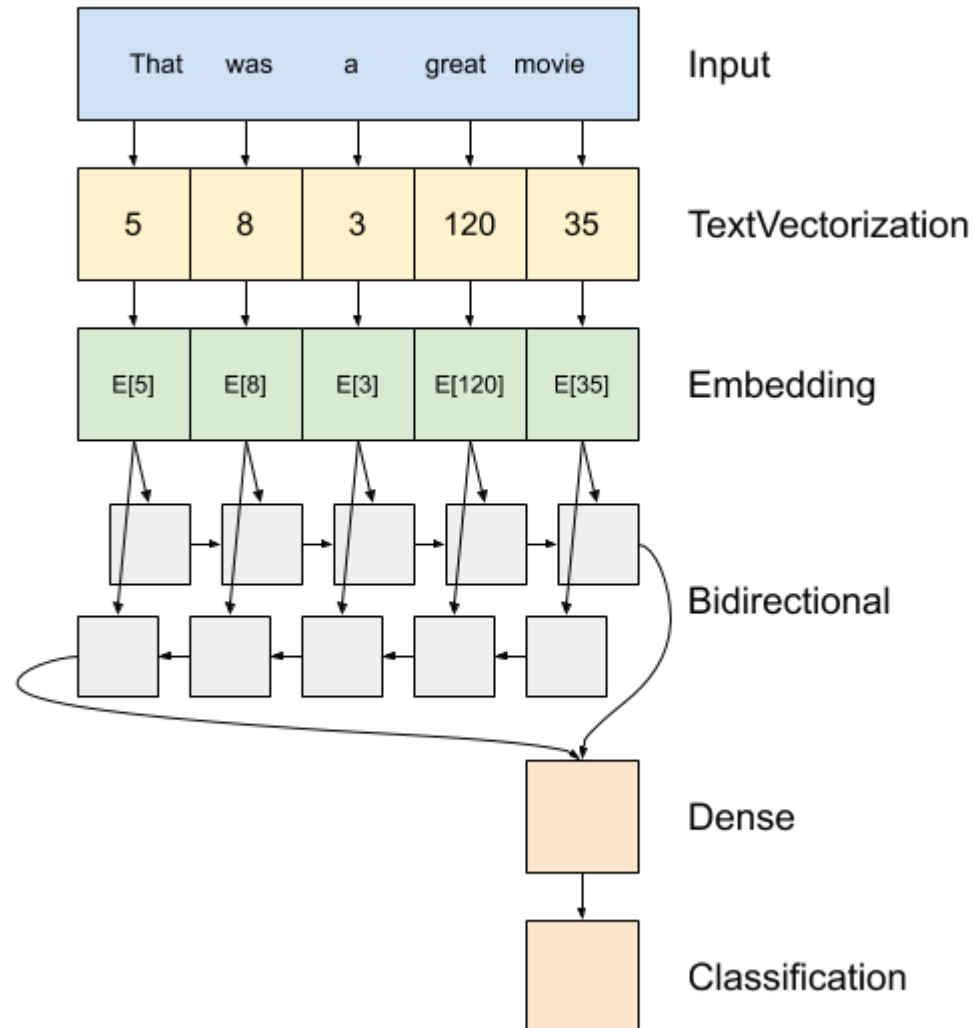 That was a great movie Input
5 8 3 120 35 TextVectorization
E[5] E[8] E[3] E[120] E[35] Embedding
Bidirectional
Dense
Classification